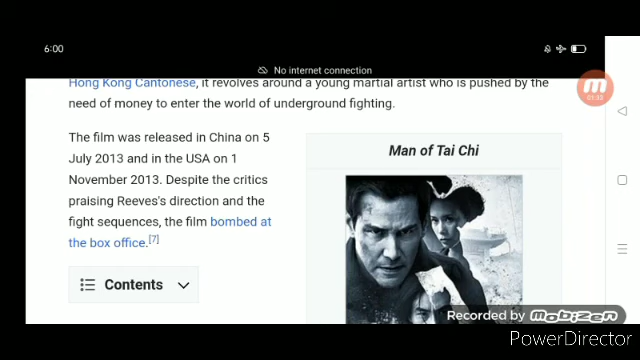 6:00
No internet connection
Hong Kong Cantonese, it revolves around a young martial artist who is pushed by the
need of money to enter the world of underground fighting.
The film was released in China on 5
July 2013 and in the USA on 1
November 2013. Despite the critics
praising Reeves's direction and the
fight sequences, the film bombed at
the box office.[7]
Contents
Man of Tai Chi
01:33
Recorded by Mobizen
PowerDirector